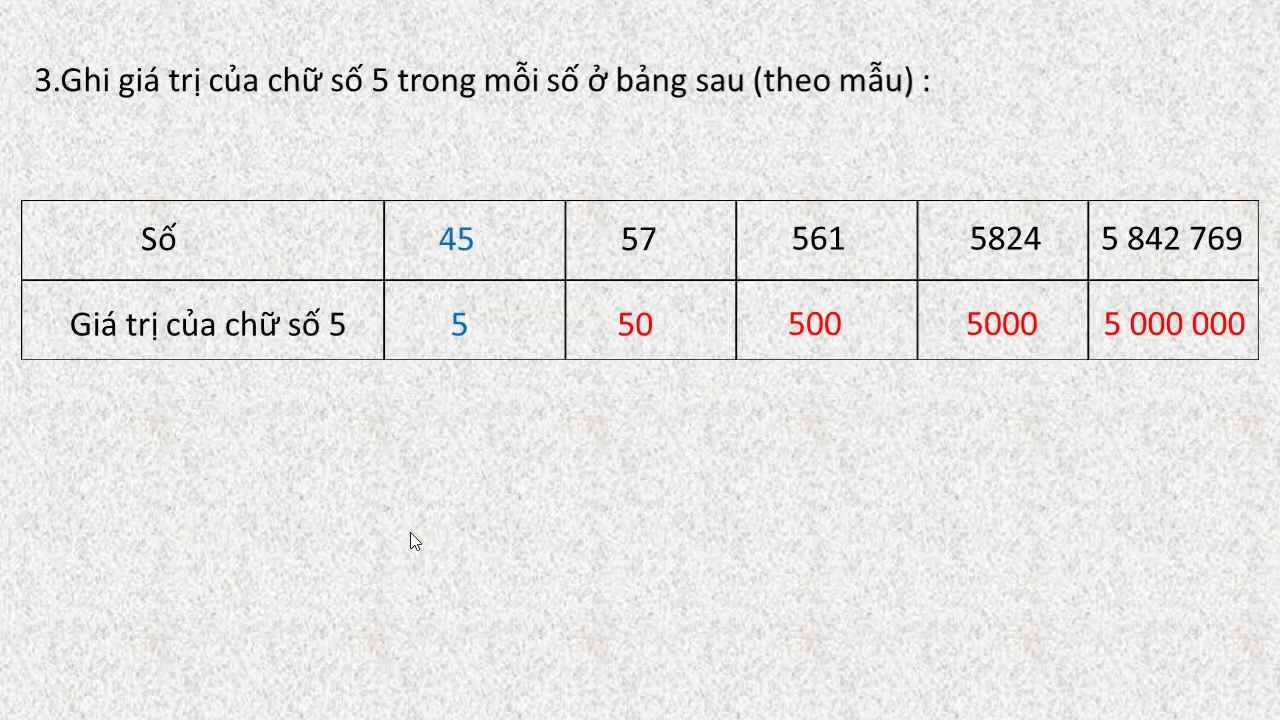 3.Ghi giá trị của chữ số 5 trong mỗi số ở bảng sau (theo mẫu) :
Số 45 57 561 5824 5 842 769
Giá trị của chữ số 5 5 50 500 5000 5 000 000